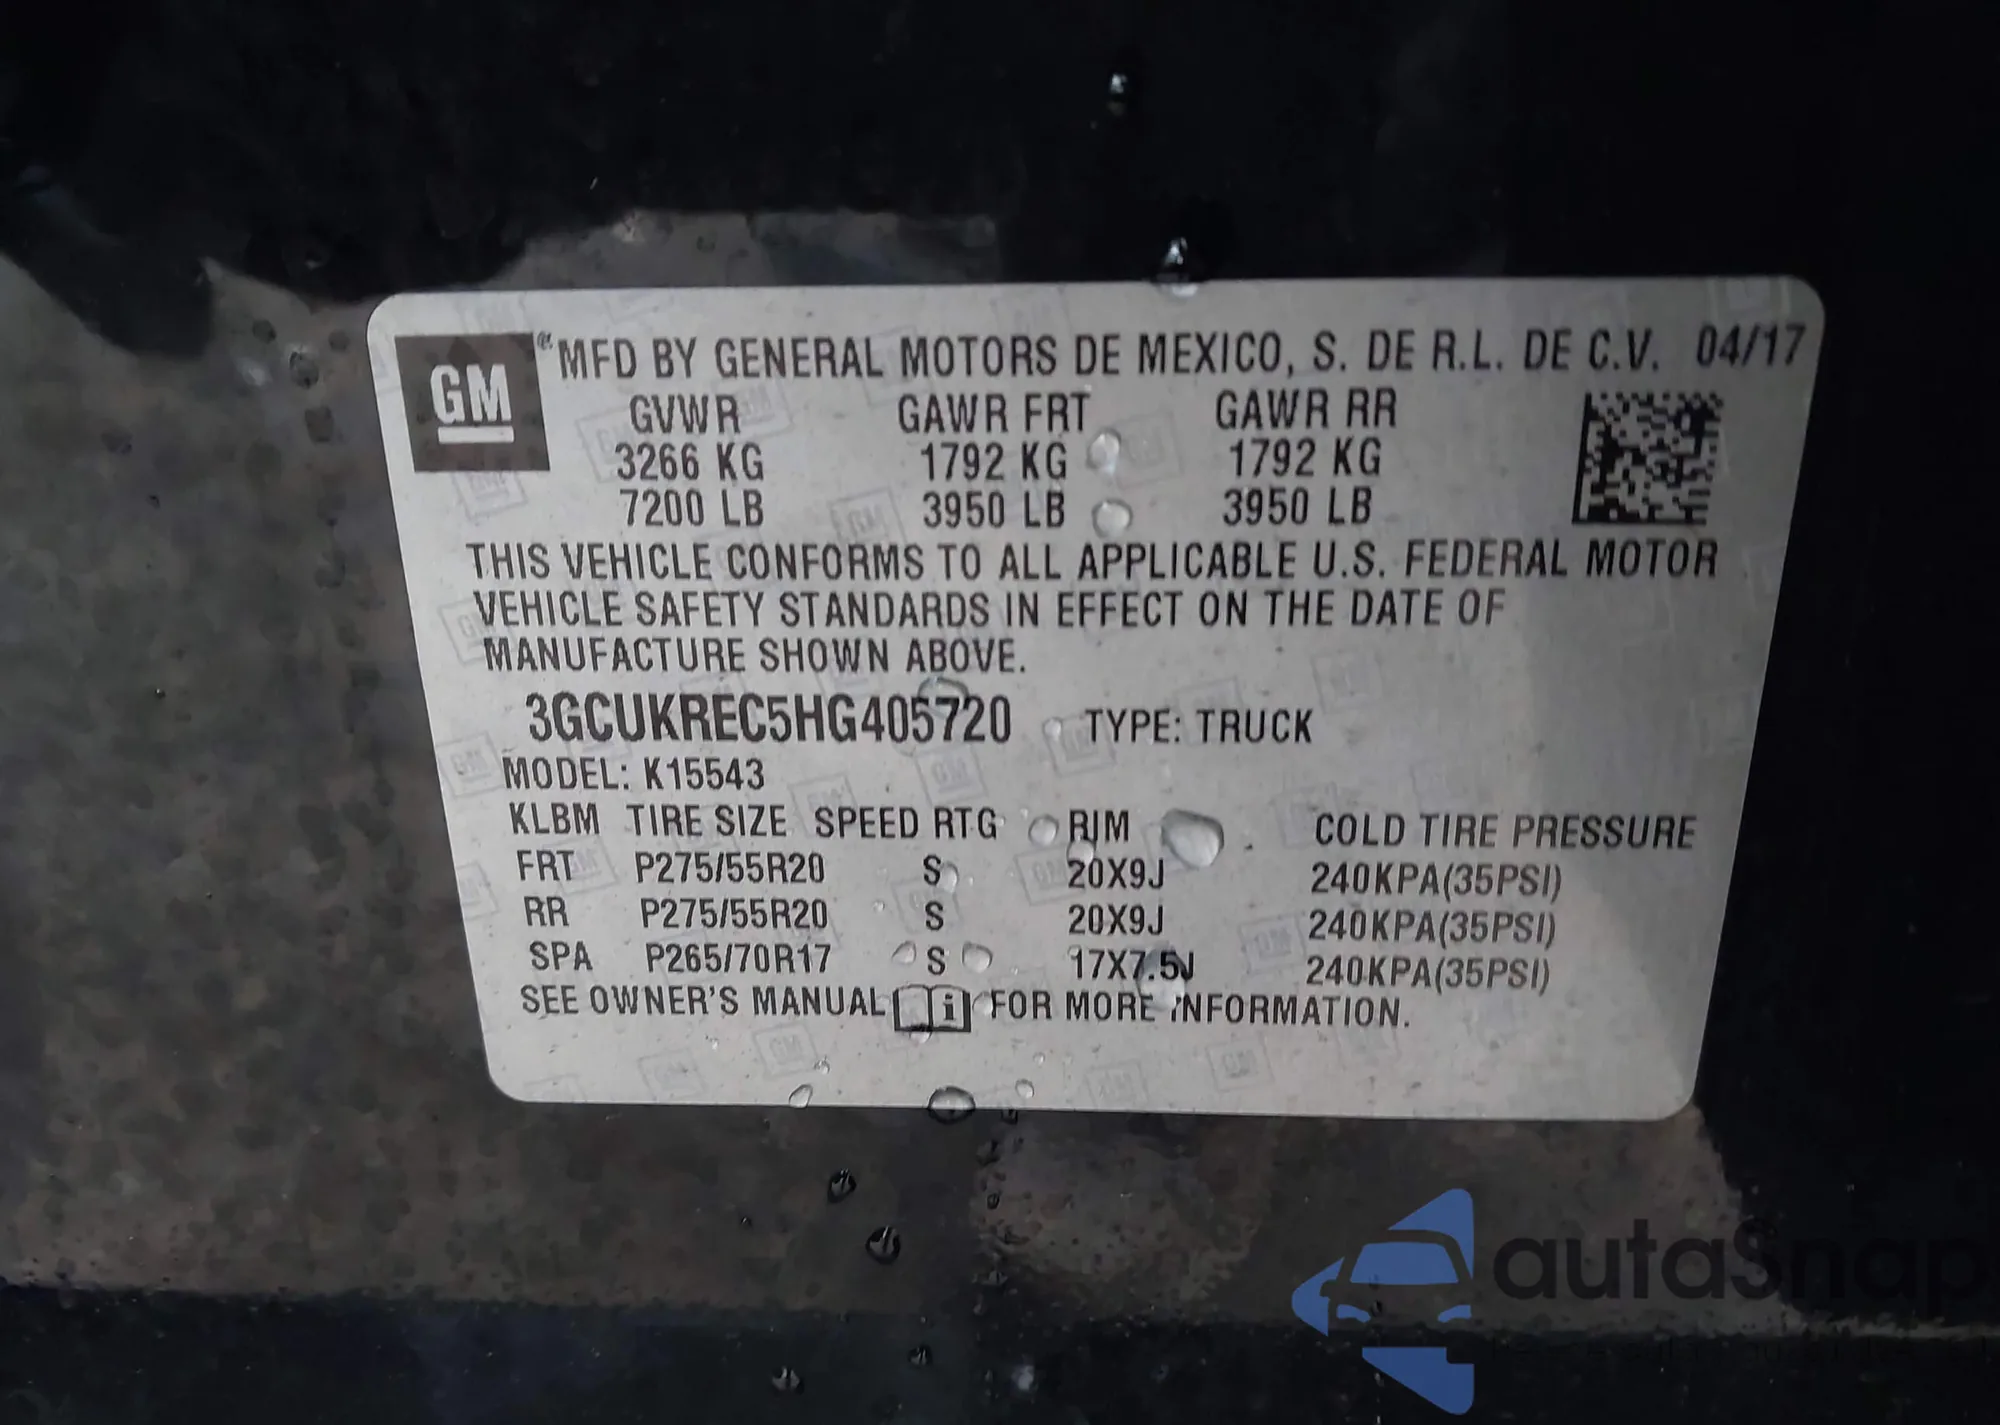 GM
MFD BY GENERAL MOTORS DE MEXICO, S. DE R.L. DE C.V. 04/17
GVWR GAWR FRT GAWR RR
3266 KG 1792 KG 1792 KG
7200 LB 3950 LB 3950 LB
THIS VEHICLE CONFORMS TO ALL APPLICABLE U.S. FEDERAL MOTOR
VEHICLE SAFETY STANDARDS IN EFFECT ON THE DATE OF
MANUFACTURE SHOWN ABOVE.
3GCUKREC5HG405720 TYPE: TRUCK
MODEL: K15543
KLBM TIRE SIZE SPEED RTG RIM COLD TIRE PRESSURE
FRT P275/55R20 S 20X9J 240KPA(35PSI)
RR P275/55R20 S 20X9J 240KPA(35PSI)
SPA P265/70R17 S 17X7.5J 240KPA(35PSI)
SEE OWNER'S MANUAL i FOR MORE INFORMATION.
autaSnap